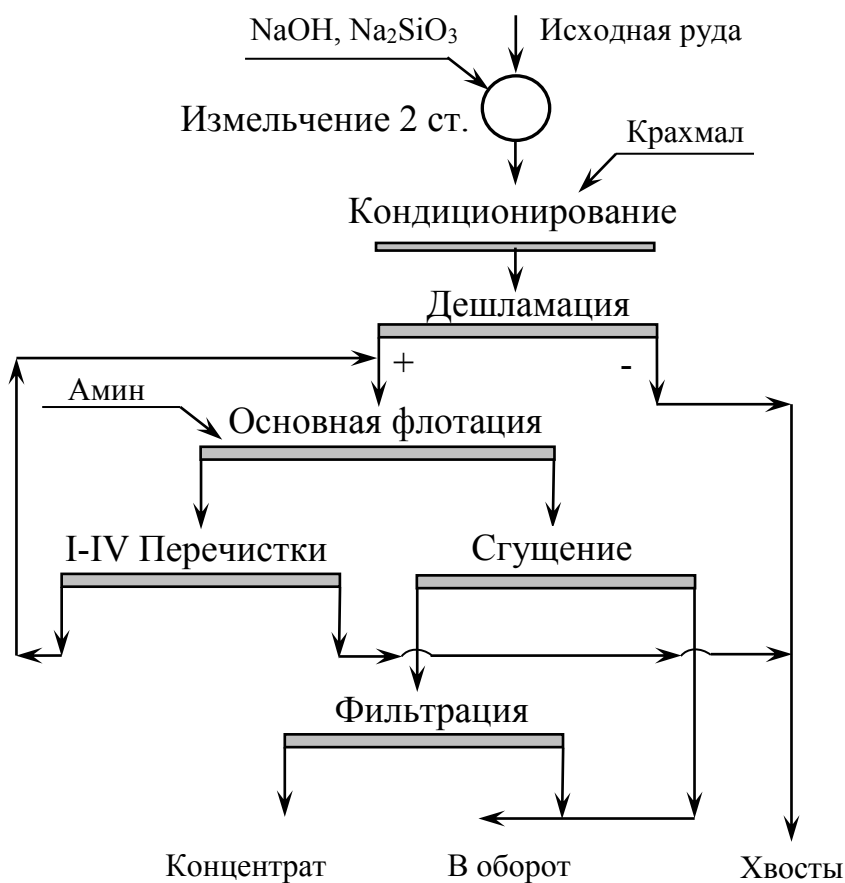 NaOH, Na₂SiO₃
Исходная руда
Измельчение 2 ст.
Крахмал
Кондиционирование
Дешламация
+
-
Амин
Основная флотация
I-IV Перечистки
Сгущение
Фильтрация
Концентрат
В оборот
Хвосты